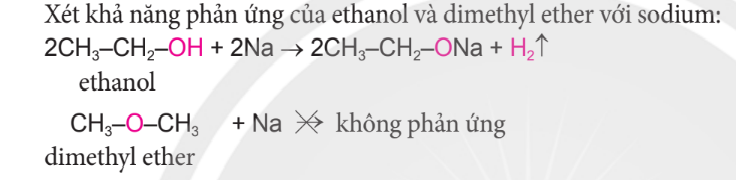 Xét khả năng phản ứng của ethanol và dimethyl ether với sodium:
2CH₃–CH₂–OH + 2Na → 2CH₃–CH₂–ONa + H₂↑
ethanol
CH₃–O–CH₃ + Na ⇸ không phản ứng
dimethyl ether